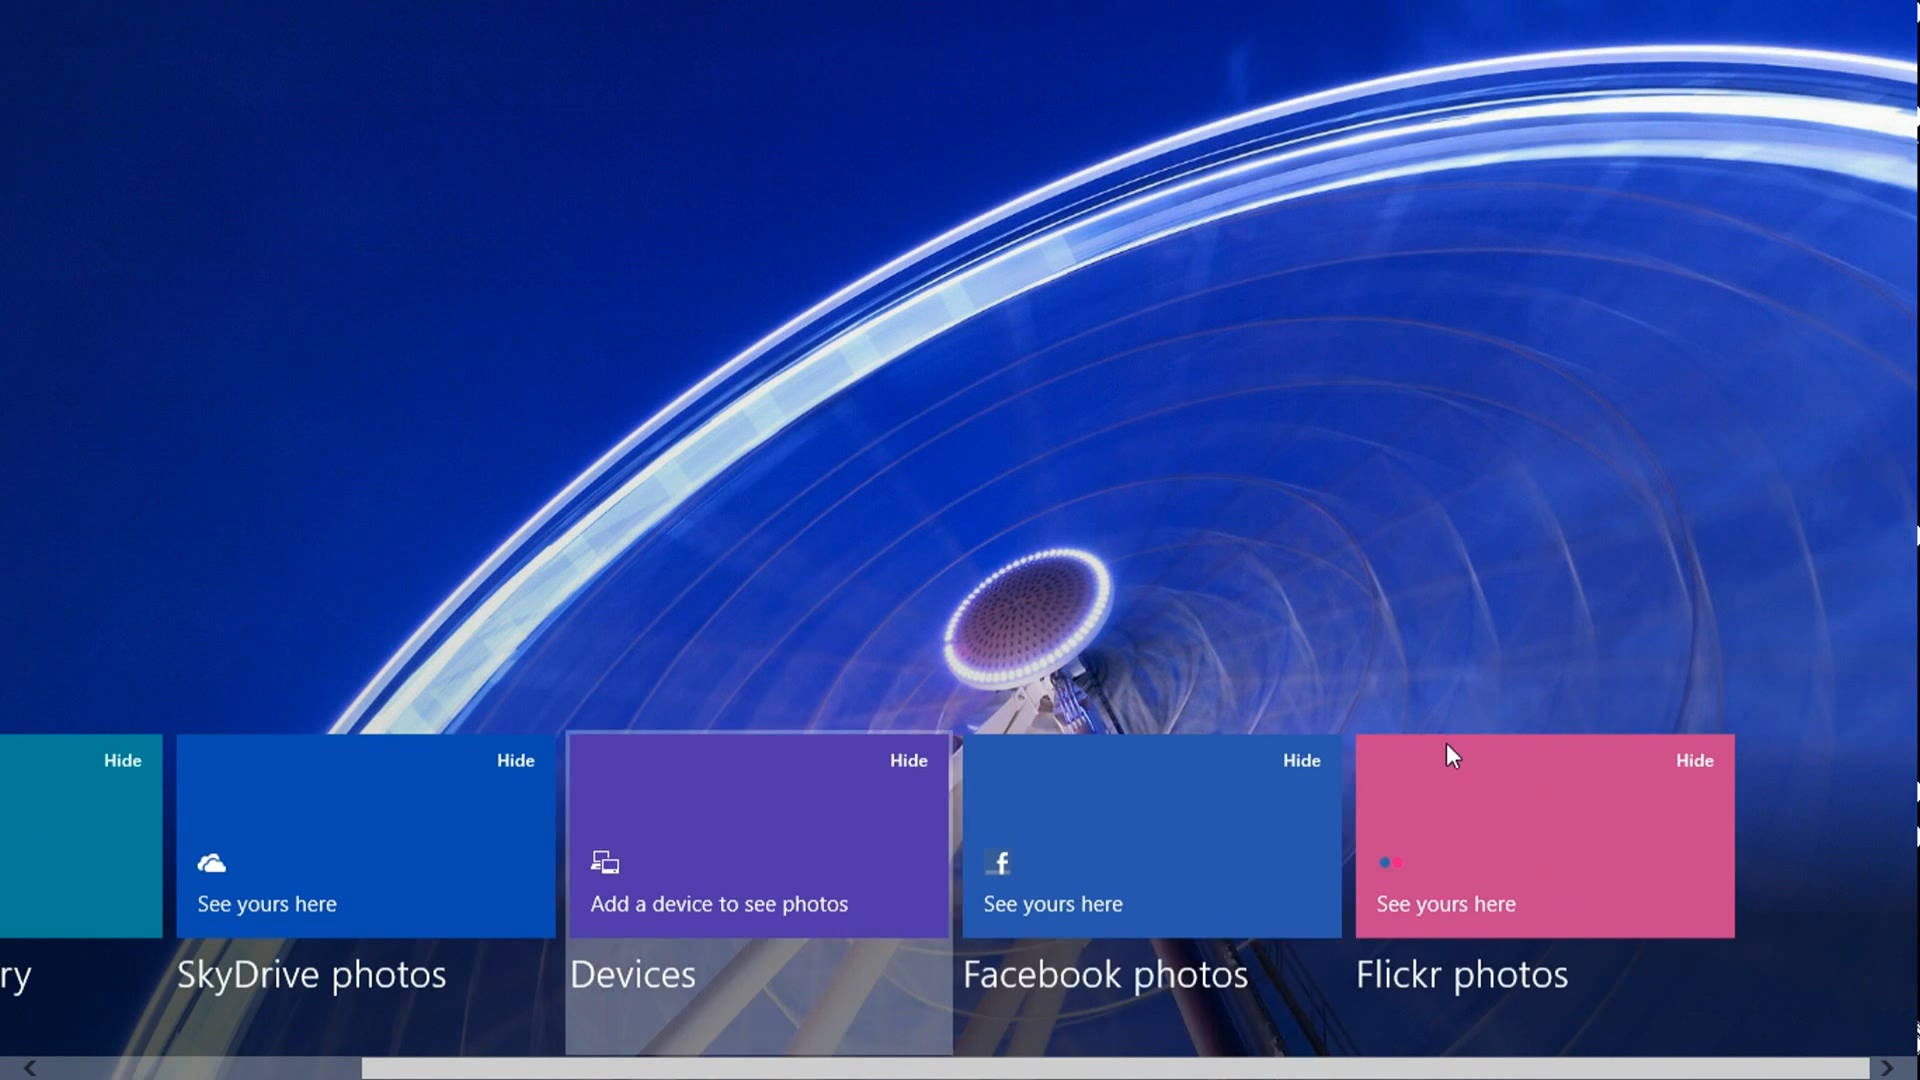 Hide
Hide
Hide
Hide
Hide
See yours here
Add a device to see photos
See yours here
See yours here
ry
SkyDrive photos
Devices
Facebook photos
Flickr photos